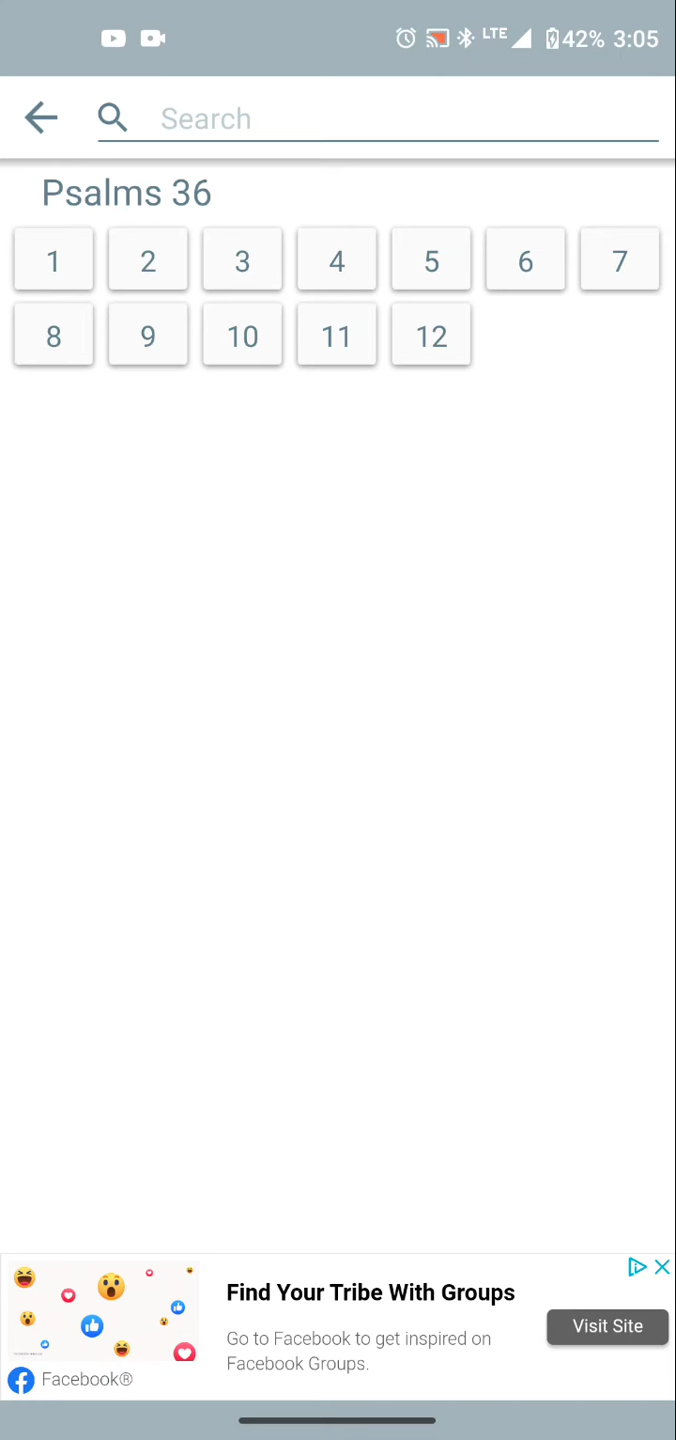 LTE 42% 3:05
Search
Psalms 36
1 2 3 4 5 6 7
8 9 10 11 12
Find Your Tribe With Groups
Go to Facebook to get inspired on
Facebook Groups.
Visit Site
Facebook®